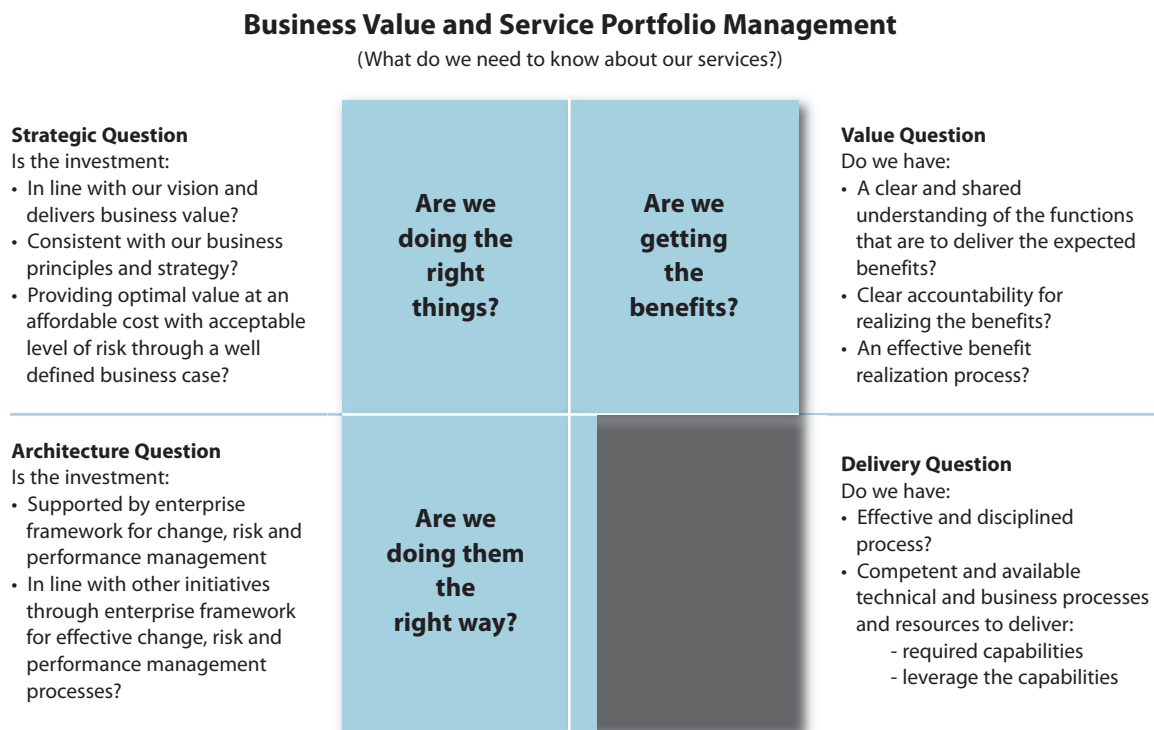 Business Value and Service Portfolio Management
(What do we need to know about our services?)
Strategic Question
Is the investment:
• In line with our vision and
delivers business value?
• Consistent with our business
principles and strategy?
• Providing optimal value at an
affordable cost with acceptable
level of risk through a well
defined business case?
Are we
doing the
right
things?
Are we
getting
the
benefits?
Value Question
Do we have:
• A clear and shared
understanding of the functions
that are to deliver the expected
benefits?
• Clear accountability for
realizing the benefits?
• An effective benefit
realization process?
Architecture Question
Is the investment:
• Supported by enterprise
framework for change, risk and
performance management
• In line with other initiatives
through enterprise framework
for effective change, risk and
performance management
processes?
Are we
doing them
the
right way?
Delivery Question
Do we have:
• Effective and disciplined
process?
• Competent and available
technical and business processes
and resources to deliver:
- required capabilities
- leverage the capabilities